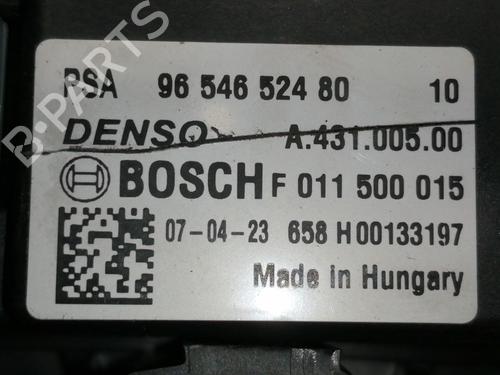 PSA 96 546 524 80 10
DENSO A.431.005.00
BOSCH F 011 500 015
07-04-23 658 H00133197
Made in Hungary
B-PARTS